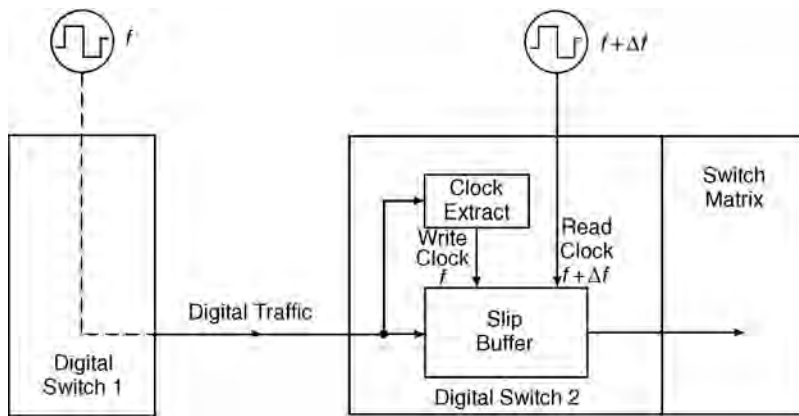 f
f + Δf
Clock
Extract
Switch
Matrix
Write
Clock
f
Read
Clock
f + Δf
Digital Traffic
Slip
Buffer
Digital
Switch 1
Digital Switch 2